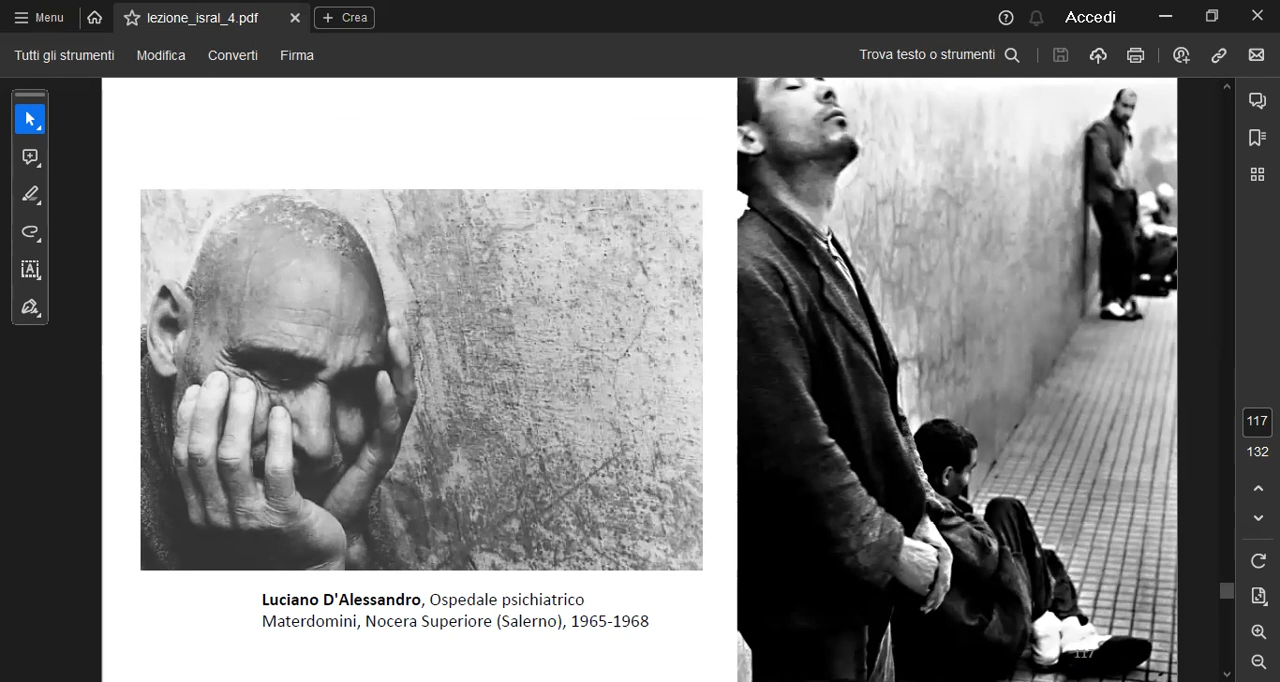 Menu
lezione_isral_4.pdf
Crea
Accedi
Tutti gli strumenti
Modifica
Converti
Firma
Trova testo o strumenti
Luciano D'Alessandro, Ospedale psichiatrico
Materdomini, Nocera Superiore (Salerno), 1965-1968
117
117
132